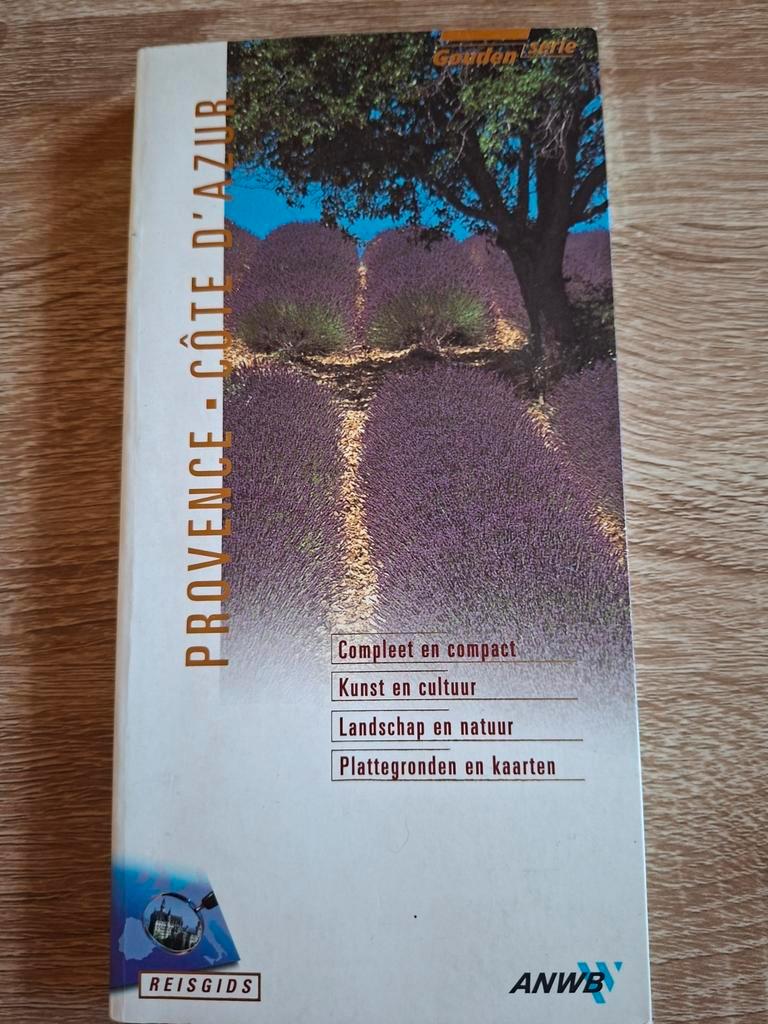 Gouden serie
PROVENCE · CÔTE D'AZUR
Compleet en compact
Kunst en cultuur
Landschap en natuur
Plattegronden en kaarten
REISGIDS
ANWB